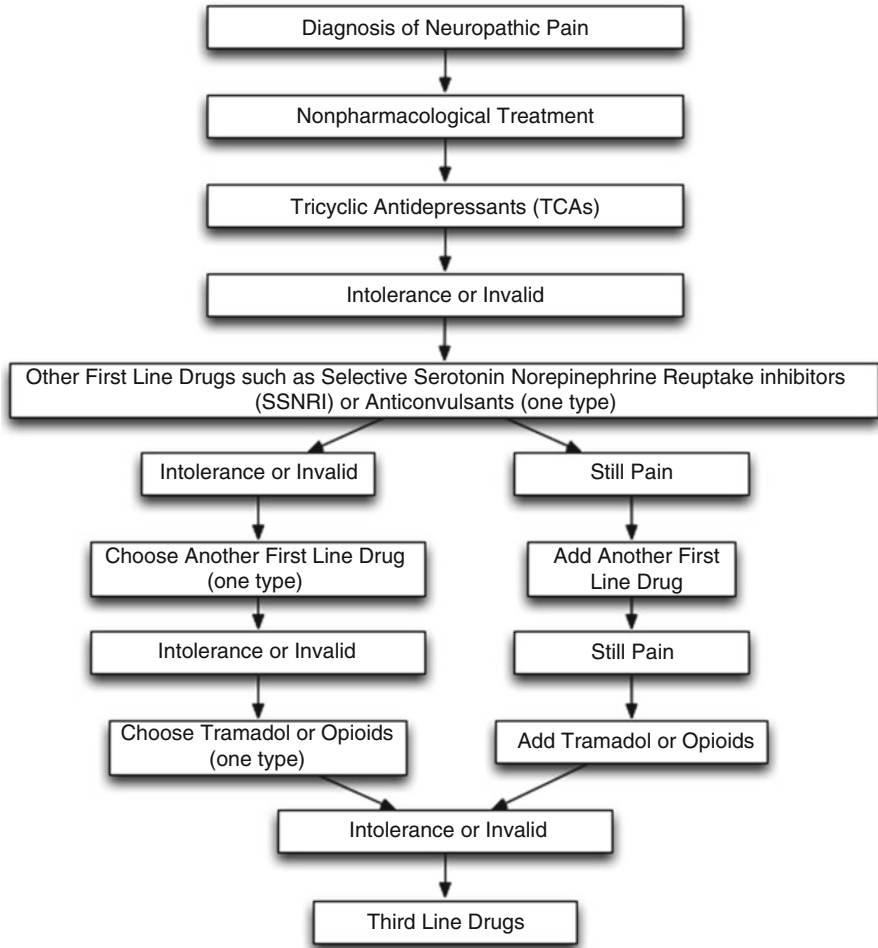 Diagnosis of Neuropathic Pain
Nonpharmacological Treatment
Tricyclic Antidepressants (TCAs)
Intolerance or Invalid
Other First Line Drugs such as Selective Serotonin Norepinephrine Reuptake inhibitors
(SSNRI) or Anticonvulsants (one type)
Intolerance or Invalid
Still Pain
Choose Another First Line Drug
(one type)
Add Another First
Line Drug
Intolerance or Invalid
Still Pain
Choose Tramadol or Opioids
(one type)
Add Tramadol or Opioids
Intolerance or Invalid
Third Line Drugs